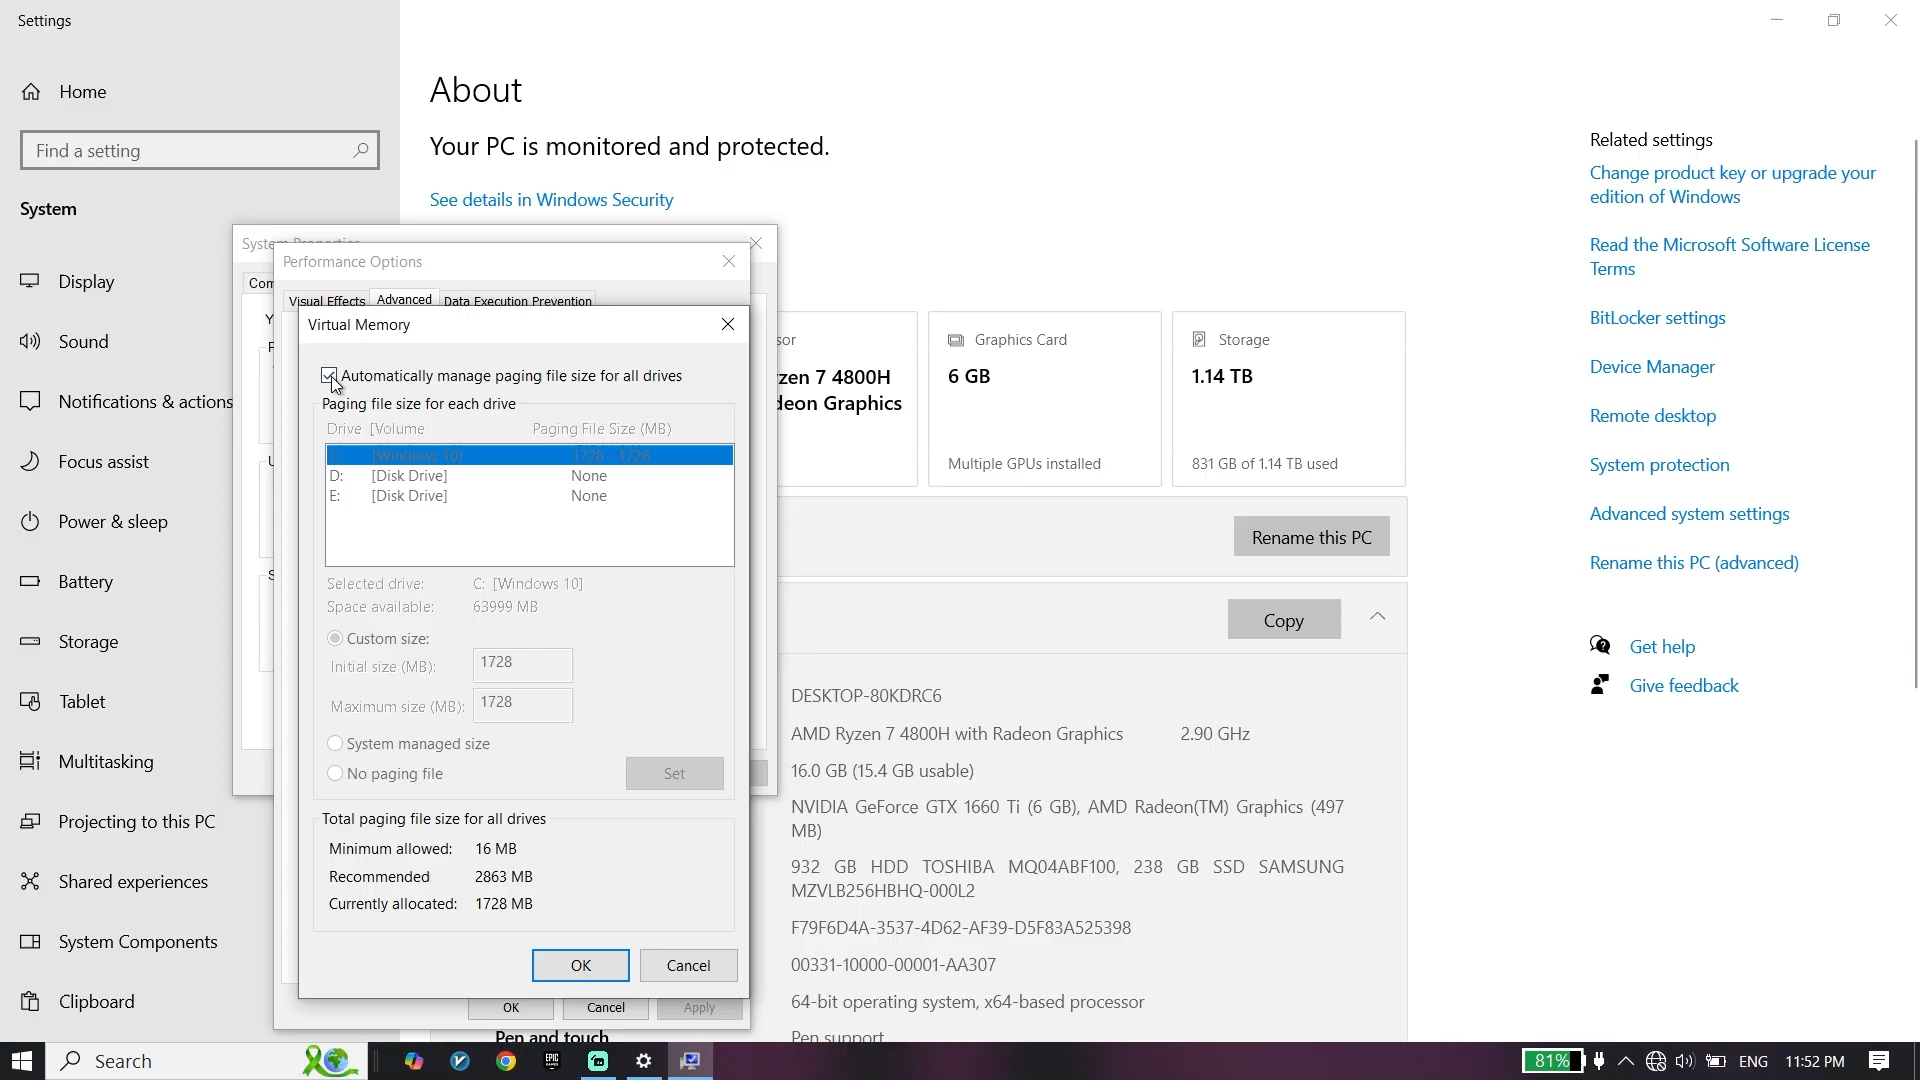 Settings
Home
Find a setting
System
Display
Sound
Notifications & actions
Focus assist
Power & sleep
Battery
Storage
Tablet
Multitasking
Projecting to this PC
Shared experiences
System Components
Clipboard
About
Your PC is monitored and protected.
See details in Windows Security
System Properties
Com
Performance Options
Visual Effects Advanced Data Execution Prevention
Virtual Memory
Automatically manage paging file size for all drives
Paging file size for each drive
Drive [Volume Paging File Size (MB)
[Windows 10] 1728 - 1728
D: [Disk Drive] None
E: [Disk Drive] None
Selected drive: C: [Windows 10]
Space available: 63999 MB
Custom size:
Initial size (MB): 1728
Maximum size (MB): 1728
System managed size
No paging file
Set
Total paging file size for all drives
Minimum allowed: 16 MB
Recommended 2863 MB
Currently allocated: 1728 MB
OK Cancel
OK Cancel Apply
sor
zen 7 4800H
deon Graphics
Graphics Card
6 GB
Multiple GPUs installed
Storage
1.14 TB
831 GB of 1.14 TB used
Rename this PC
Copy
DESKTOP-80KDRC6
AMD Ryzen 7 4800H with Radeon Graphics 2.90 GHz
16.0 GB (15.4 GB usable)
NVIDIA GeForce GTX 1660 Ti (6 GB), AMD Radeon(TM) Graphics (497
MB)
932 GB HDD TOSHIBA MQ04ABF100, 238 GB SSD SAMSUNG
MZVLB256HBHQ-000L2
F79F6D4A-3537-4D62-AF39-D5F83A525398
00331-10000-00001-AA307
64-bit operating system, x64-based processor
Pen and touch Pen support
Related settings
Change product key or upgrade your
edition of Windows
Read the Microsoft Software License
Terms
BitLocker settings
Device Manager
Remote desktop
System protection
Advanced system settings
Rename this PC (advanced)
Get help
Give feedback
Search
EPIC
GAMES
81%
ENG
11:52 PM